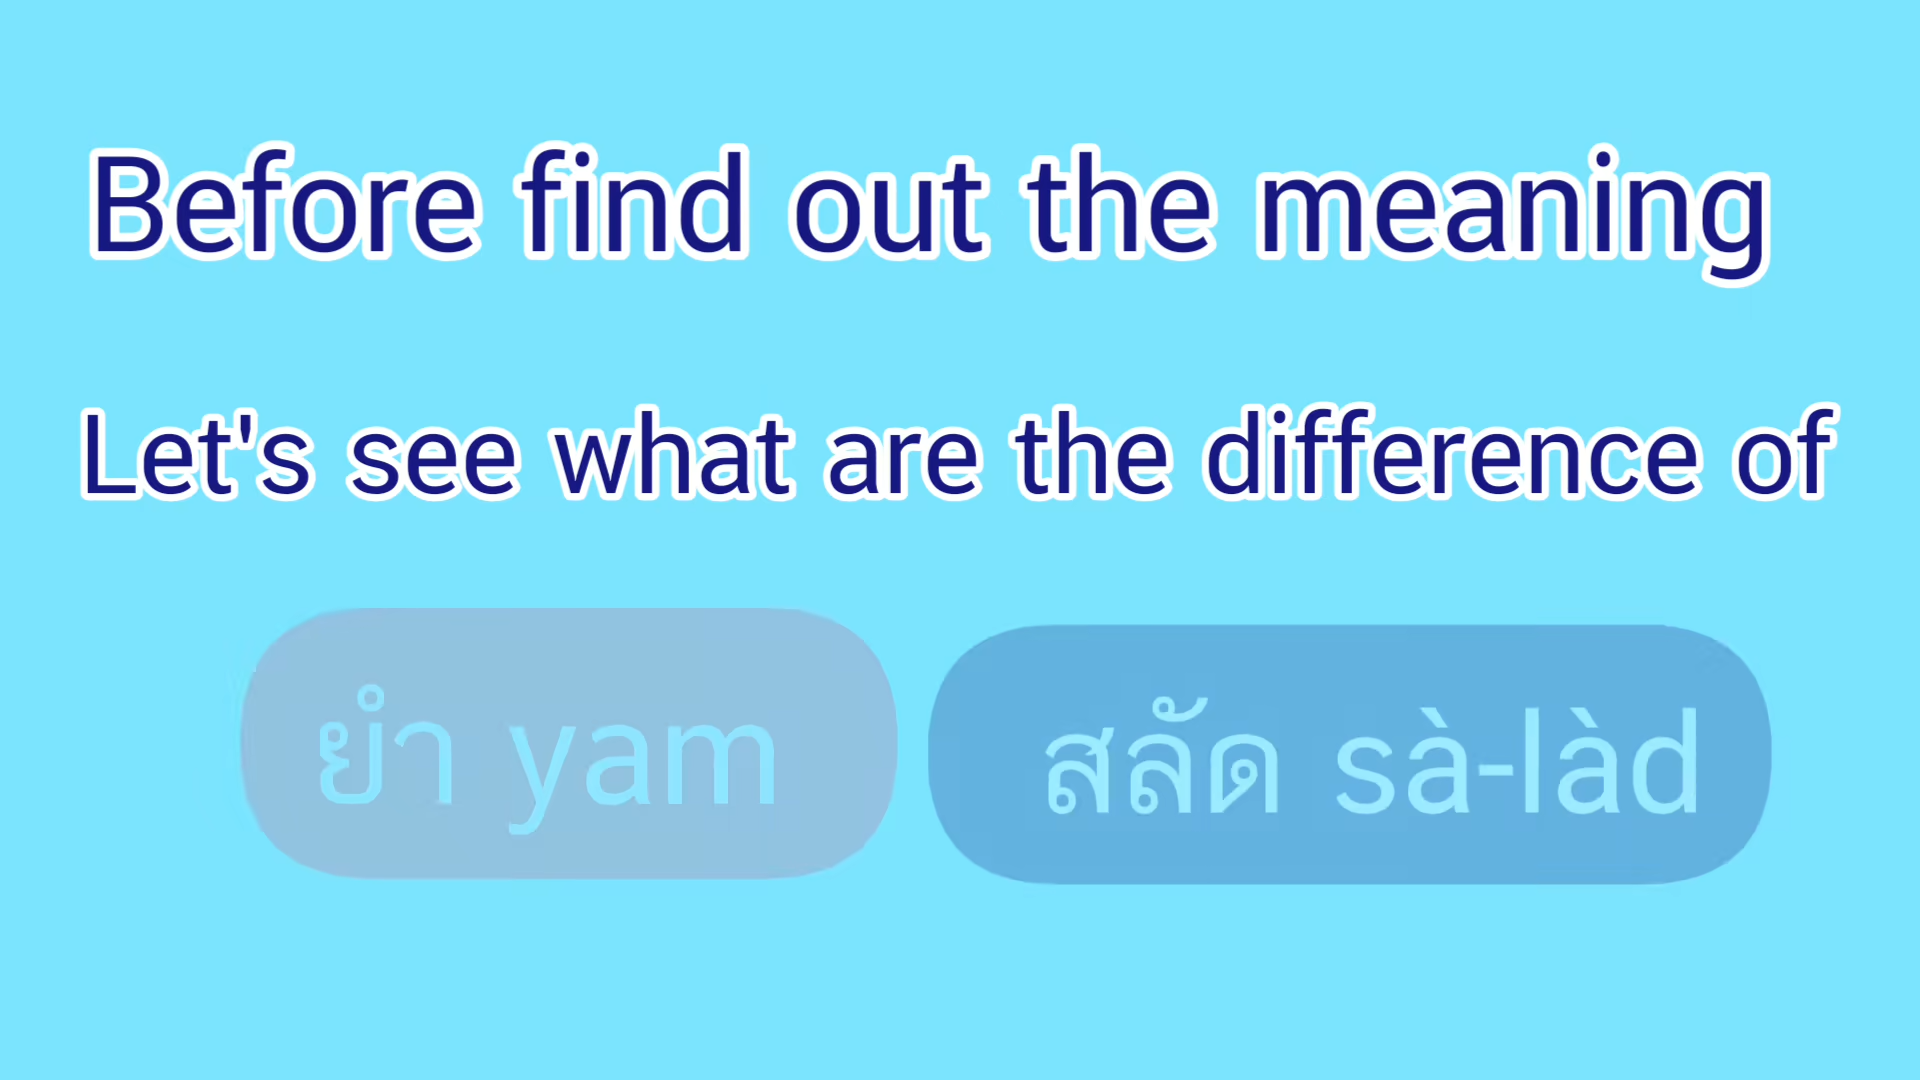 Before find out the meaning
Let's see what are the difference of
ยำ yam สลัด sà-làd